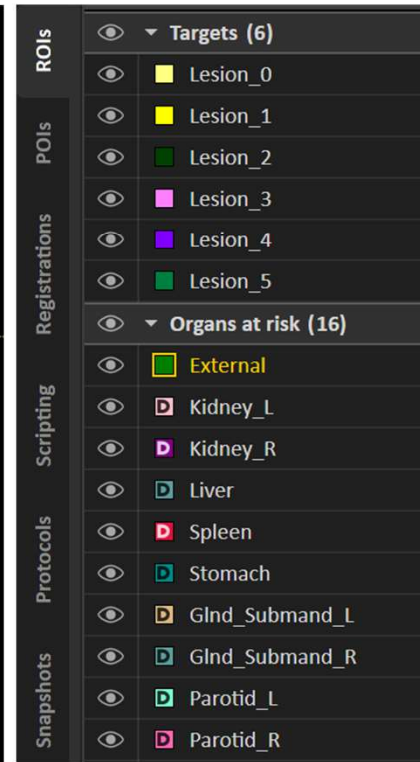 ROIs
POIs
Registrations
Scripting
Protocols
Snapshots
Targets (6)
Lesion_0
Lesion_1
Lesion_2
Lesion_3
Lesion_4
Lesion_5
Organs at risk (16)
External
D Kidney_L
D Kidney_R
D Liver
D Spleen
D Stomach
D Glnd_Submand_L
D Glnd_Submand_R
D Parotid_L
D Parotid_R